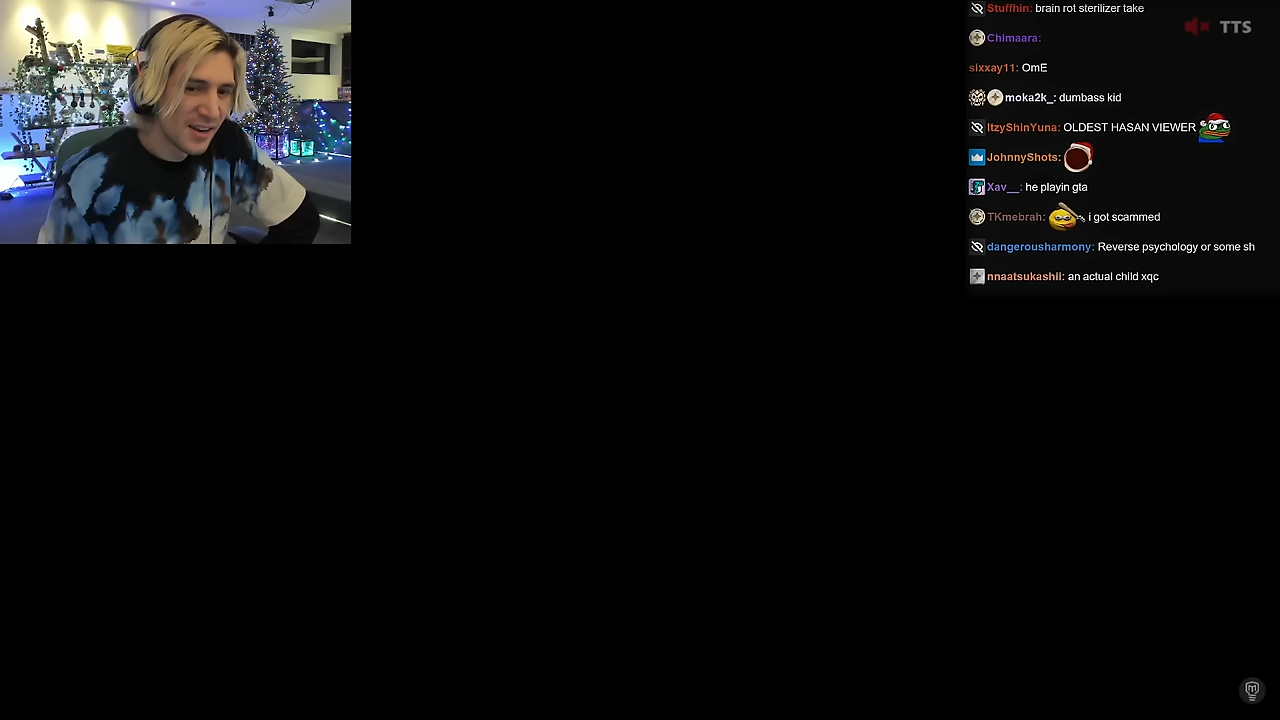 Stuffhin: brain rot sterilizer take
TTS
Chimaara:
sixxay11: OmE
moka2k_: dumbass kid
ItzyShinYuna: OLDEST HASAN VIEWER
JohnnyShots:
Xav__: he playin gta
TKmebrah: i got scammed
dangerousharmony: Reverse psychology or some sh
nnaatsukashii: an actual child xqc